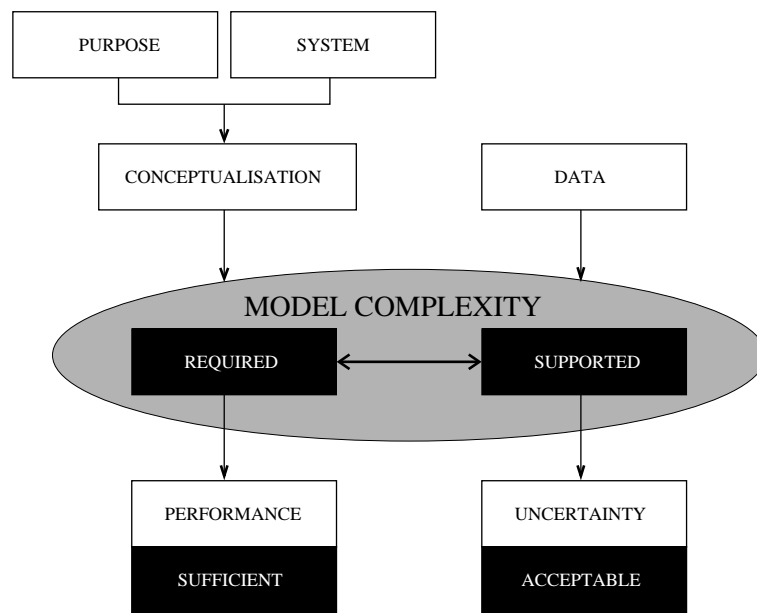 PURPOSE
SYSTEM
CONCEPTUALISATION
DATA
MODEL COMPLEXITY
REQUIRED
SUPPORTED
PERFORMANCE
UNCERTAINTY
SUFFICIENT
ACCEPTABLE